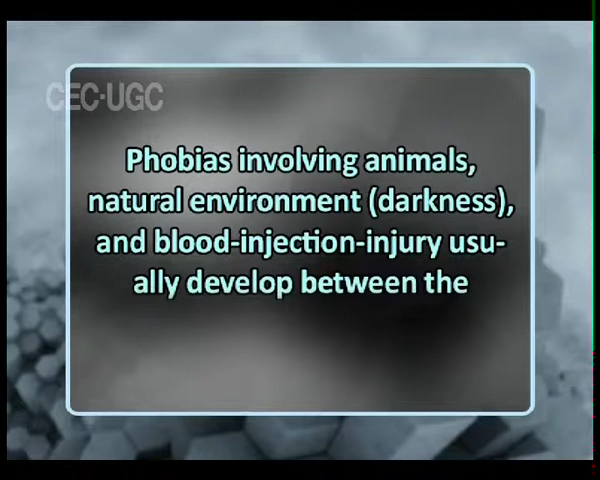 CEC-UGC
Phobias involving animals,
natural environment (darkness),
and blood-injection-injury usu-
ally develop between the